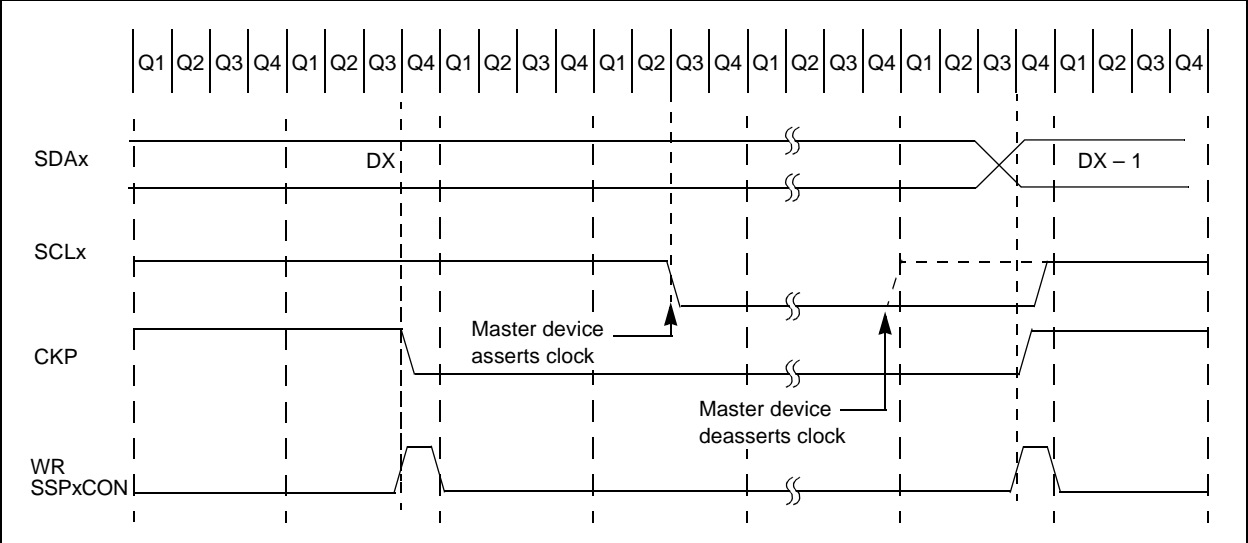 Q1 Q2 Q3 Q4 Q1 Q2 Q3 Q4 Q1 Q2 Q3 Q4 Q1 Q2 Q3 Q4 Q1 Q2 Q3 Q4 Q1 Q2 Q3 Q4 Q1 Q2 Q3 Q4
SDAx
DX
DX – 1
SCLx
Master device
asserts clock
CKP
Master device
deasserts clock
WR
SSPxCON